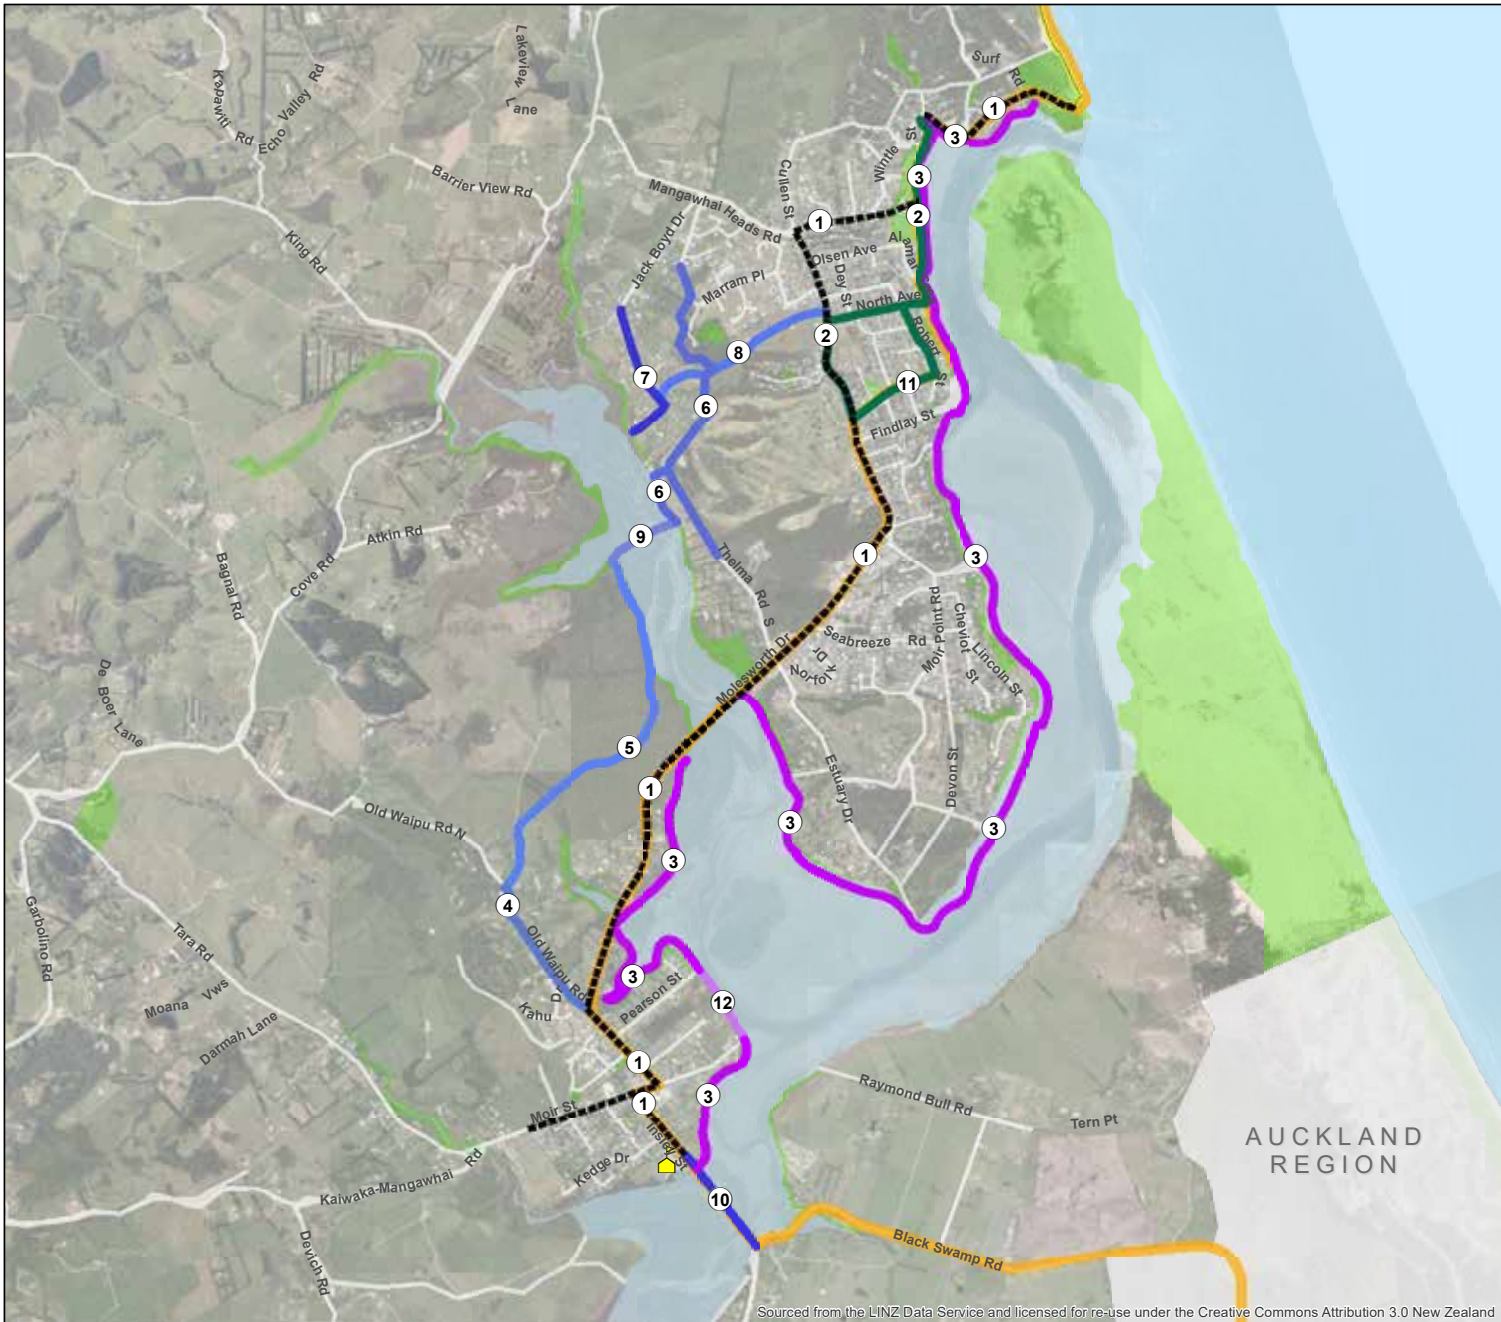 Surf Rd
1
3
Lakeview Lane
Kapawiti Rd
Echo Valley Rd
Wintle St
3
Barrier View Rd
Cullen St
Mangawhai Heads Rd
1
2
King Rd
Jack Boyd Dr
Olsen Ave
Marram Pl
Dey St
North Ave
2
Robert St
8
7
11
6
Findlay St
6
9
Atkin Rd
Cove Rd
Bagnal Rd
Thelma Rd S
1
3
Moir Point Rd
Cheviot St
Lincoln St
Seabreeze Rd
Norfolk Dr
Molesworth Dr
De Boer Lane
5
1
Estuary Dr
Devon St
Old Waipu Rd N
3
3
3
4
Garbolino Rd
Tara Rd
Old Waipu Rd
3
Pearson St
12
Moana Vws
Kahu D
Darmah Lane
1
1
3
Moir St
Insley St
Raymond Bull Rd
Tern Pt
AUCKLAND
REGION
Kedge Dr
Kaiwaka-Mangawhai Rd
10
Devich Rd
Black Swamp Rd
Sourced from the LINZ Data Service and licensed for re-use under the Creative Commons Attribution 3.0 New Zealand